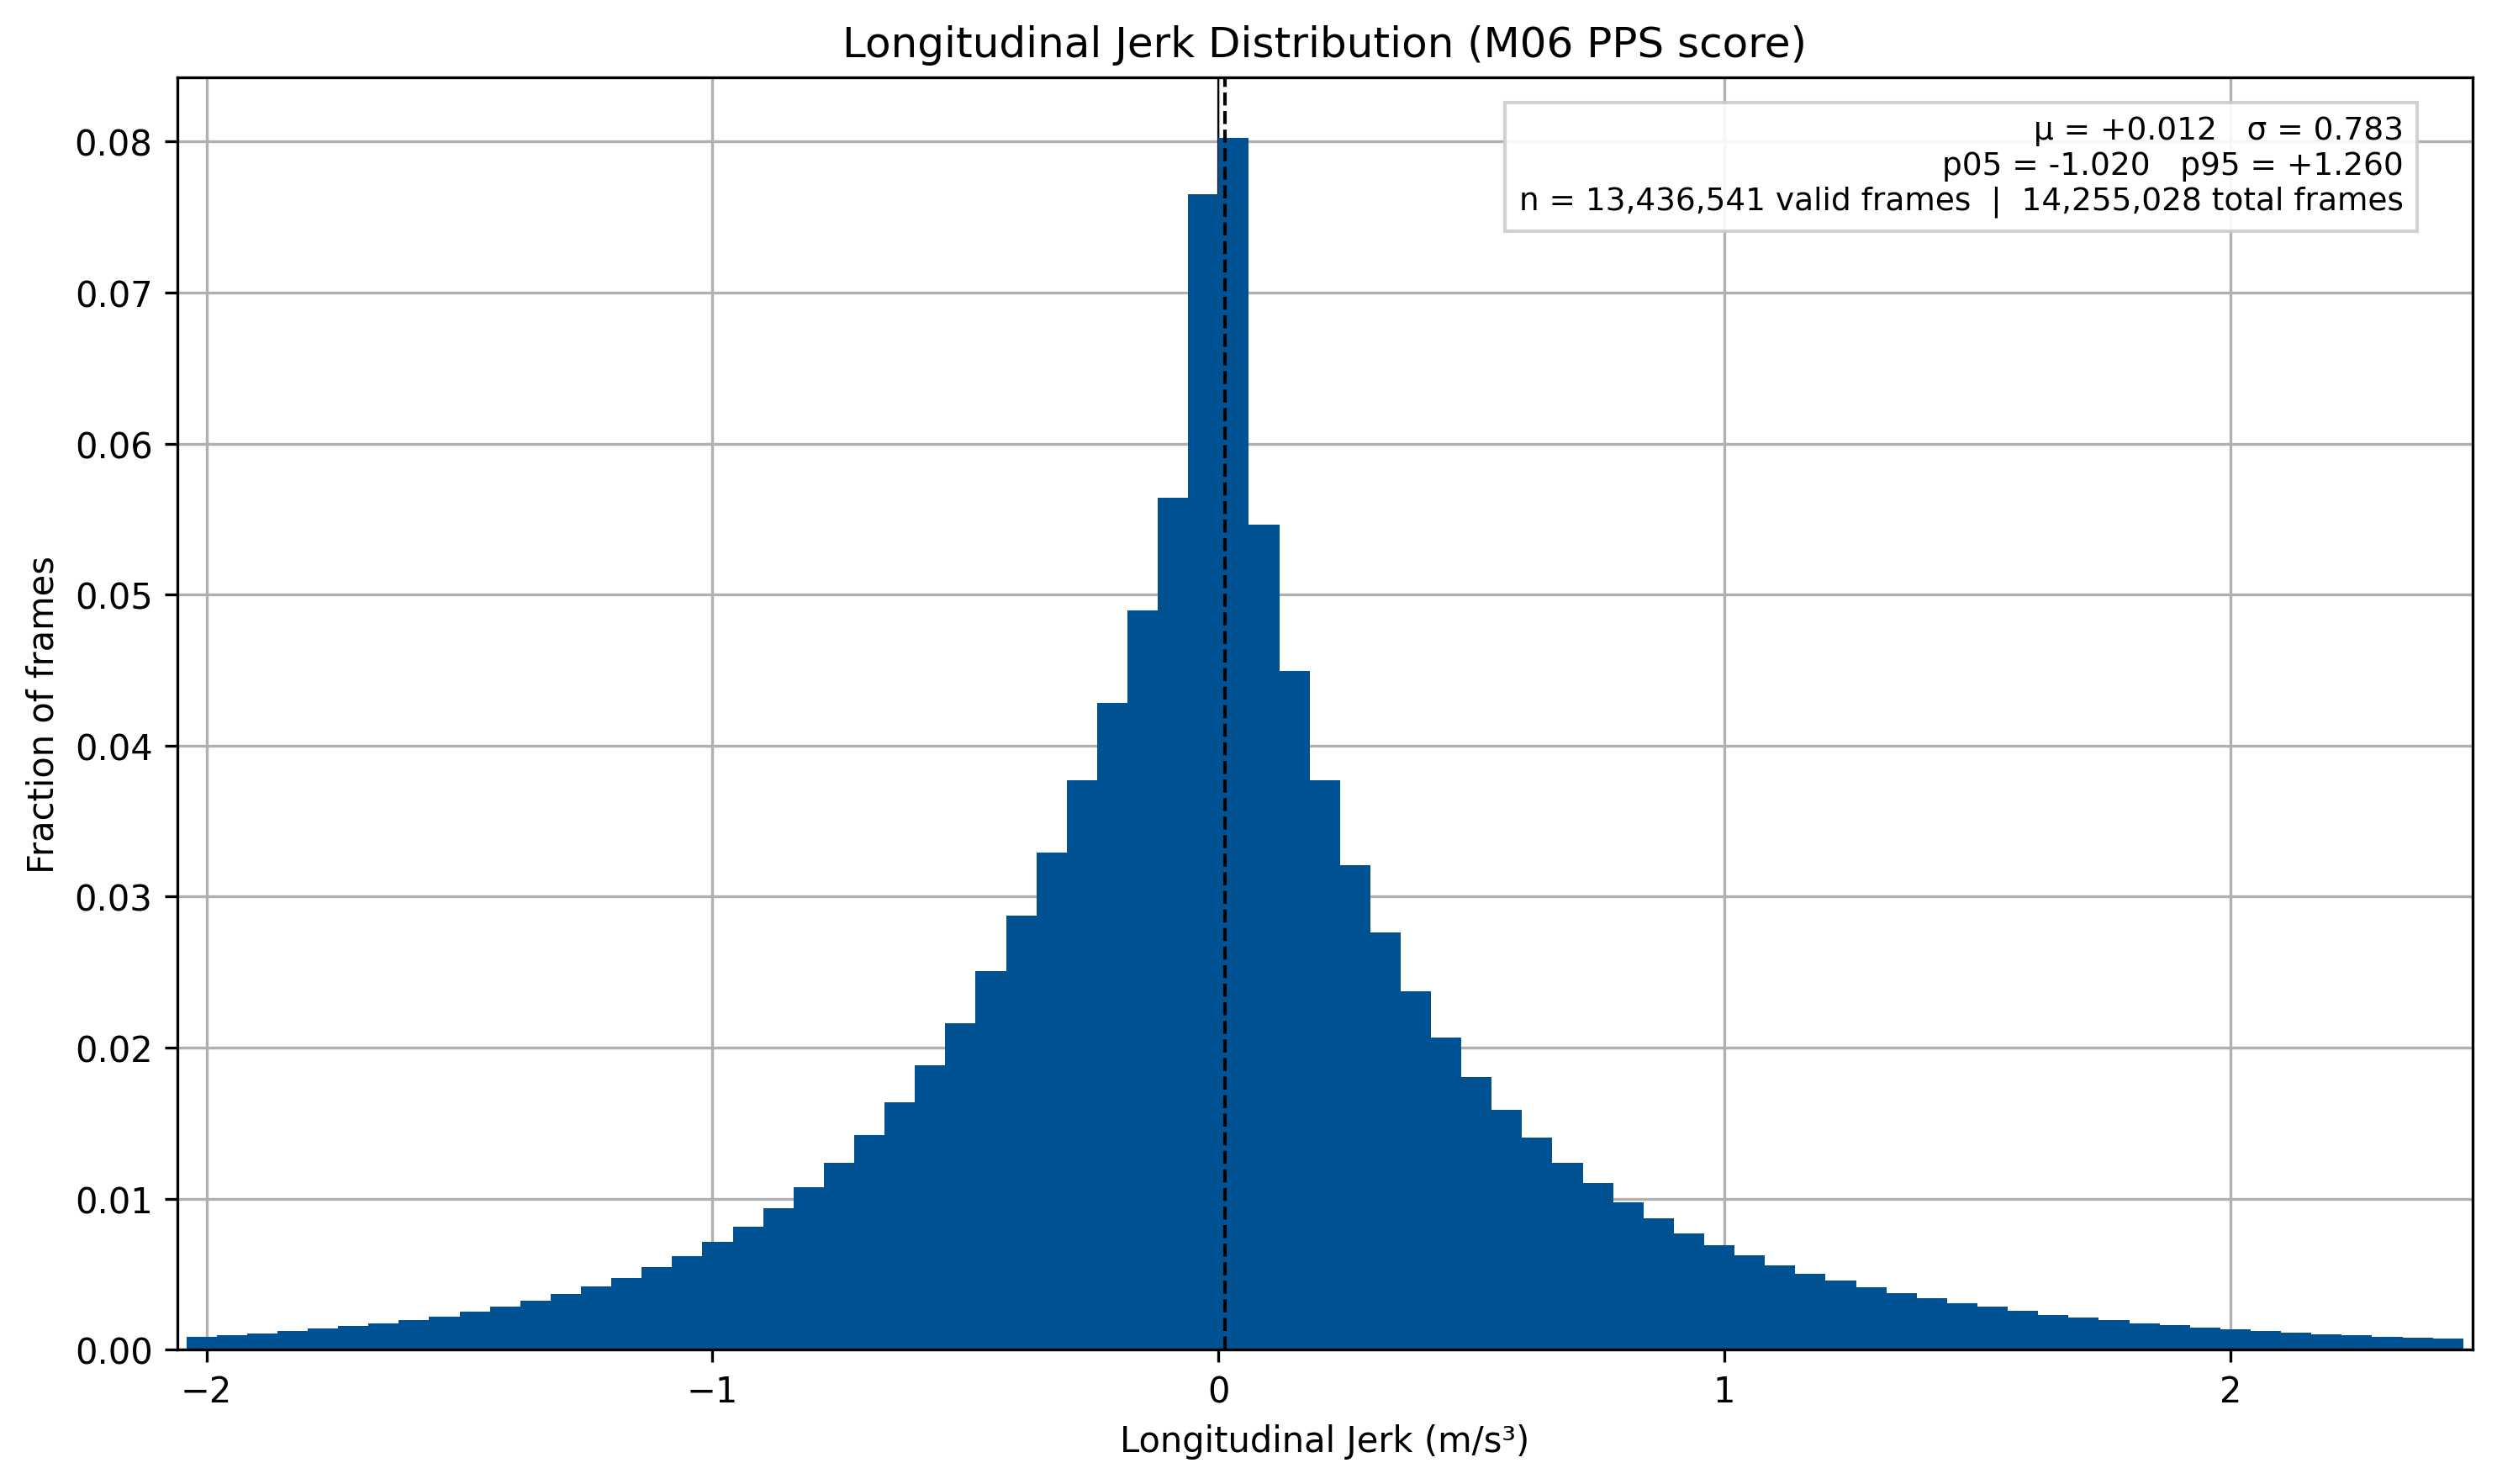 Longitudinal Jerk Distribution (M06 PPS score)
μ = +0.012   σ = 0.783
p05 = -1.020   p95 = +1.260
n = 13,436,541 valid frames  |  14,255,028 total frames
Fraction of frames
0.08
0.07
0.06
0.05
0.04
0.03
0.02
0.01
0.00
−2
−1
0
1
2
Longitudinal Jerk (m/s³)